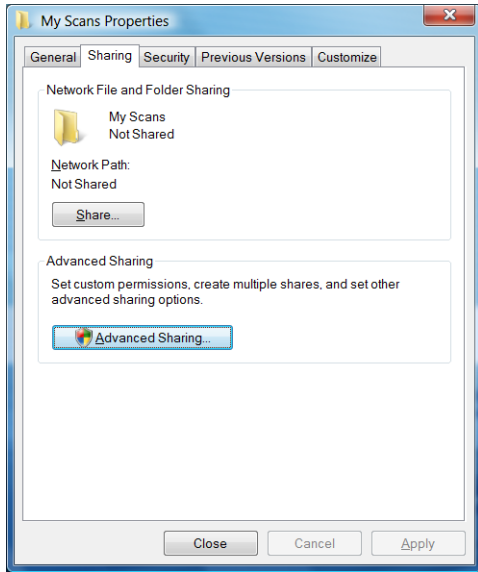 My Scans Properties
General Sharing Security Previous Versions Customize
Network File and Folder Sharing
My Scans
Not Shared
Network Path:
Not Shared
Share...
Advanced Sharing
Set custom permissions, create multiple shares, and set other
advanced sharing options.
Advanced Sharing...
Close Cancel Apply